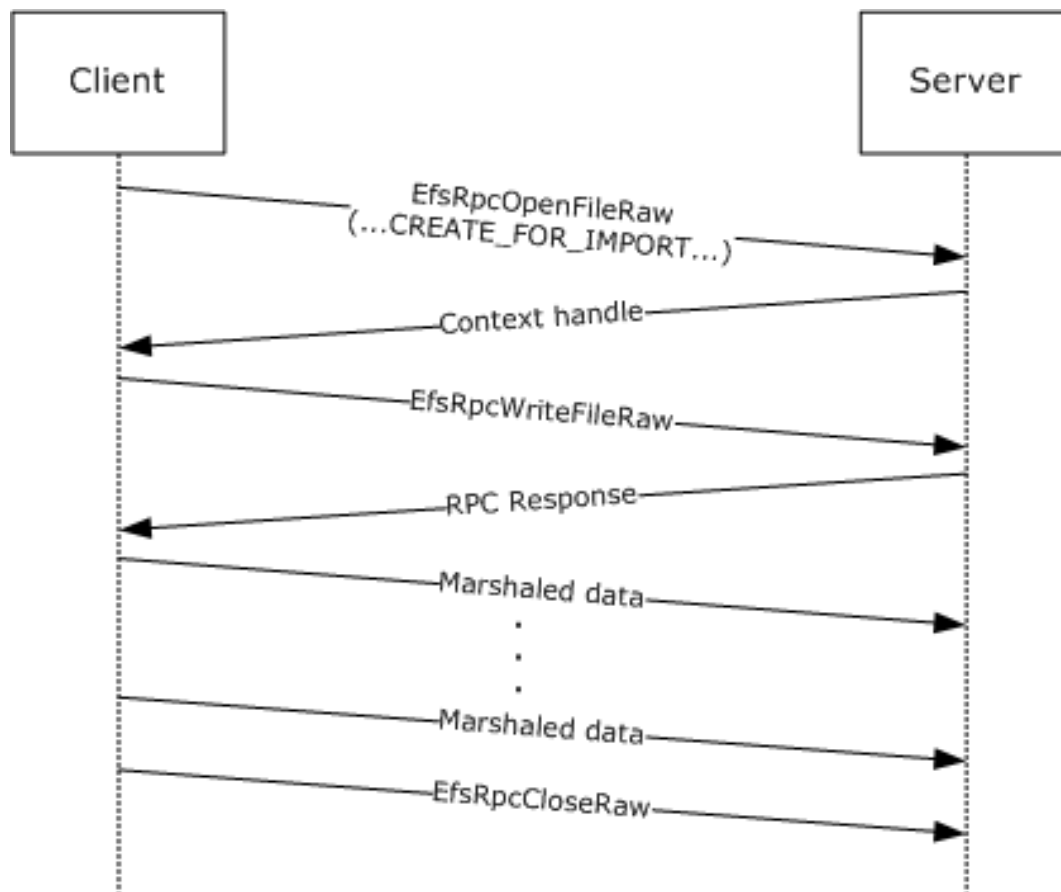 Client
Server
EfsRpcOpenFileRaw
(...CREATE_FOR_IMPORT...)
Context handle
EfsRpcWriteFileRaw
RPC Response
Marshaled data
.
.
.
Marshaled data
EfsRpcCloseRaw